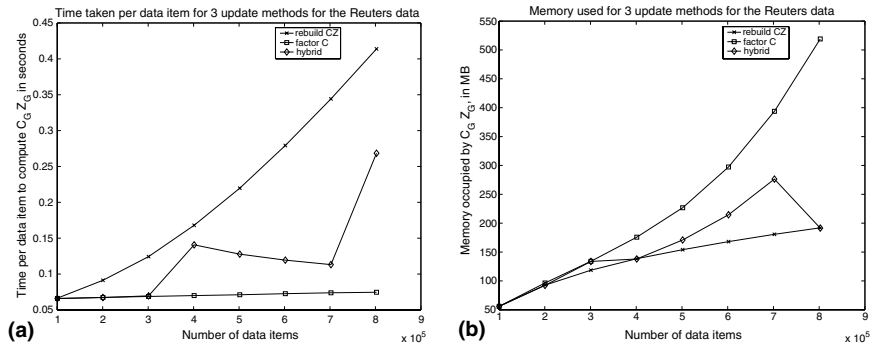 Time taken per data item for 3 update methods for the Reuters data
0.45
0.4
0.35
0.3
0.25
0.2
0.15
0.1
0.05
Time per data item to compute C_G Z_G in seconds
rebuild CZ
factor C
hybrid
1 2 3 4 5 6 7 8 9
Number of data items
x 10^5
(a)
Memory used for 3 update methods for the Reuters data
550
500
450
400
350
300
250
200
150
100
50
Memory occupied by C_G Z_G, in MB
rebuild CZ
factor C
hybrid
1 2 3 4 5 6 7 8 9
Number of data items
x 10^5
(b)